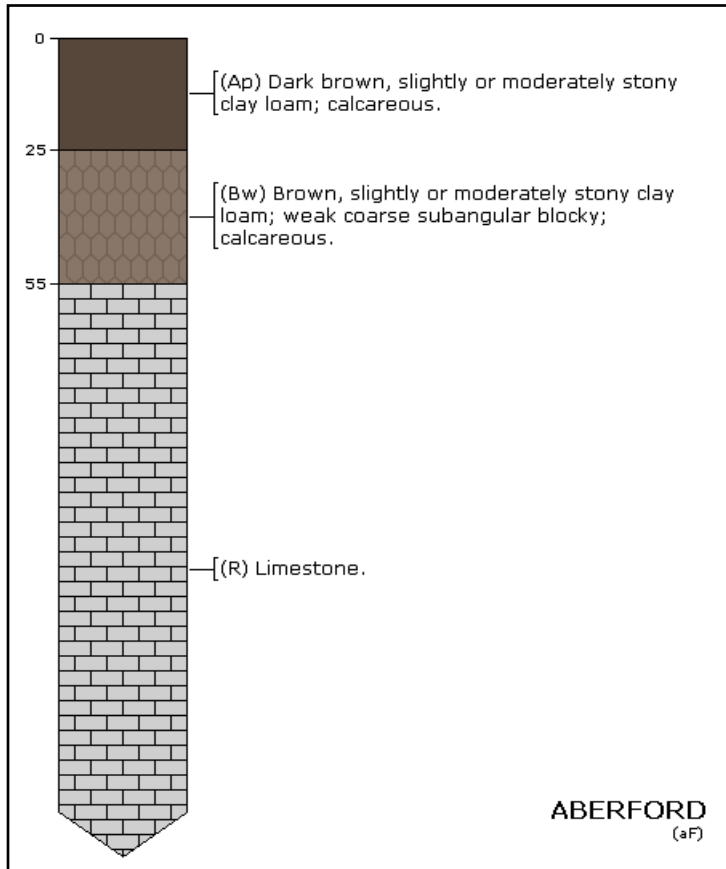 0
[(Ap) Dark brown, slightly or moderately stony
clay loam; calcareous.
25
[(Bw) Brown, slightly or moderately stony clay
loam; weak coarse subangular blocky;
calcareous.
55
[(R) Limestone.
ABERFORD
(aF)